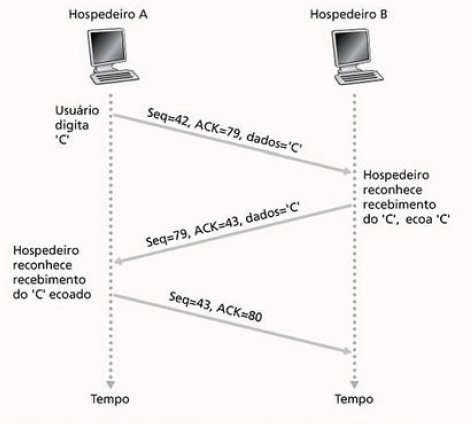 Hospedeiro A
Hospedeiro B
Usuário
digita
'C'
Seq=42, ACK=79, dados='C'
Hospedeiro
reconhece
recebimento
do 'C', ecoa 'C'
Seq=79, ACK=43, dados='C'
Hospedeiro
reconhece
recebimento
do 'C' ecoado
Seq=43, ACK=80
Tempo
Tempo